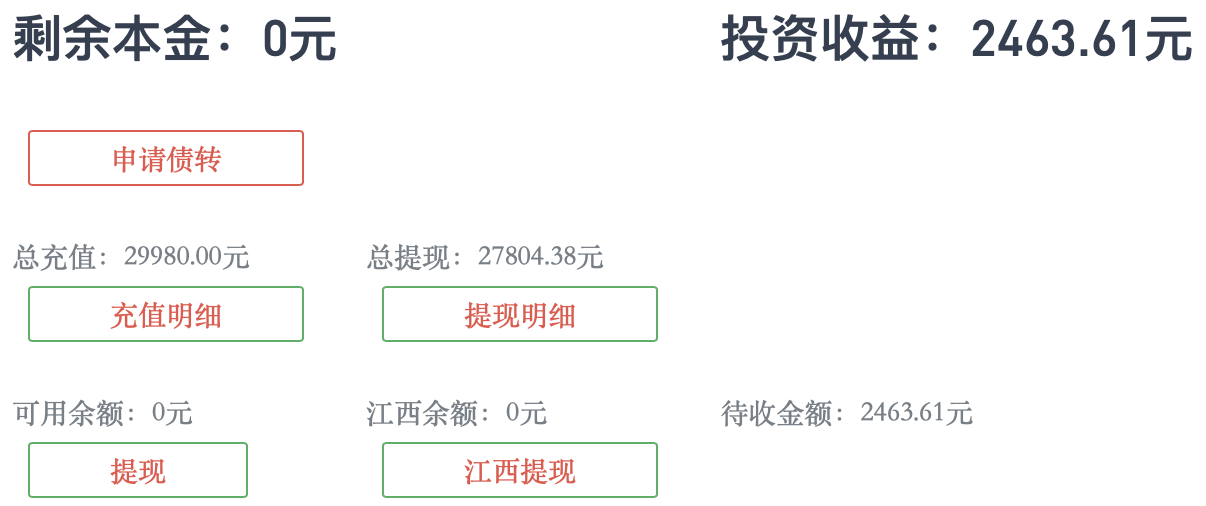 剩余本金：0元 投资收益：2463.61元
申请债转
总充值：29980.00元 总提现：27804.38元
充值明细 提现明细
可用余额：0元 江西余额：0元 待收金额：2463.61元
提现 江西提现